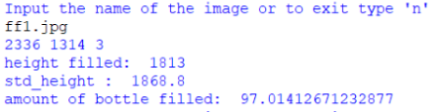 Input the name of the image or to exit type 'n'
ff1.jpg
2336 1314 3
height filled:  1813
std_height :  1868.8
amount of bottle filled:  97.01412671232877